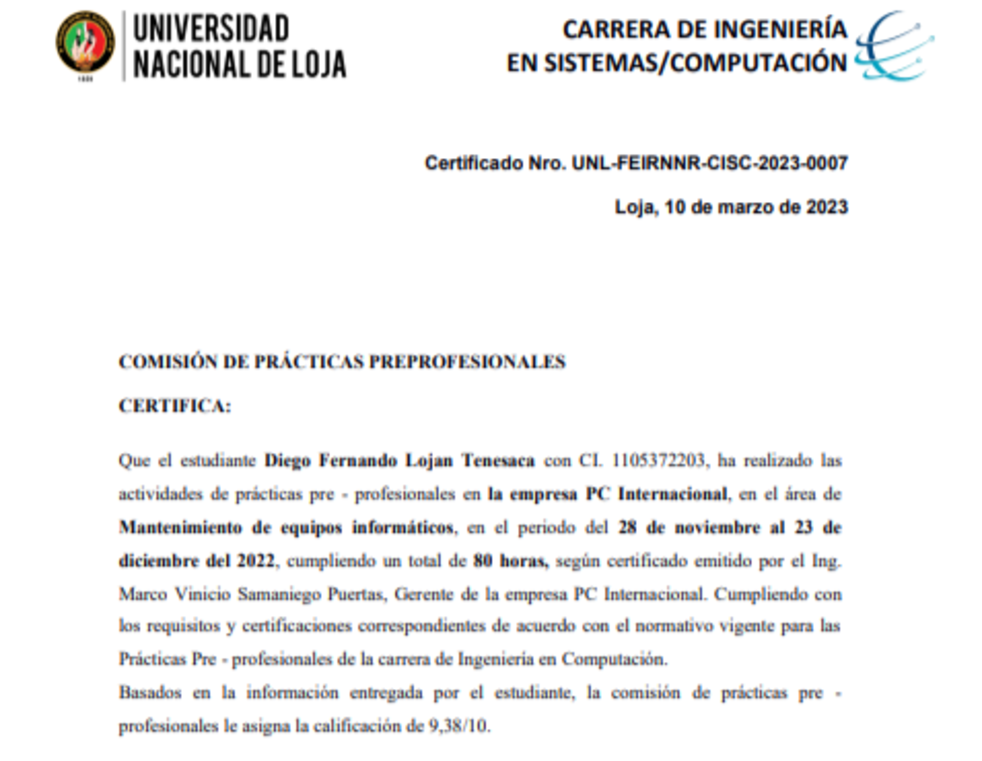 UNIVERSIDAD
NACIONAL DE LOJA
1859
CARRERA DE INGENIERÍA
EN SISTEMAS/COMPUTACIÓN
Certificado Nro. UNL-FEIRNNR-CISC-2023-0007
Loja, 10 de marzo de 2023
COMISIÓN DE PRÁCTICAS PREPROFESIONALES
CERTIFICA:
Que el estudiante Diego Fernando Lojan Tenesaca con CI. 1105372203, ha realizado las
actividades de prácticas pre - profesionales en la empresa PC Internacional, en el área de
Mantenimiento de equipos informáticos, en el periodo del 28 de noviembre al 23 de
diciembre del 2022, cumpliendo un total de 80 horas, según certificado emitido por el Ing.
Marco Vinicio Samaniego Puertas, Gerente de la empresa PC Internacional. Cumpliendo con
los requisitos y certificaciones correspondientes de acuerdo con el normativo vigente para las
Prácticas Pre - profesionales de la carrera de Ingeniería en Computación.
Basados en la información entregada por el estudiante, la comisión de prácticas pre -
profesionales le asigna la calificación de 9,38/10.